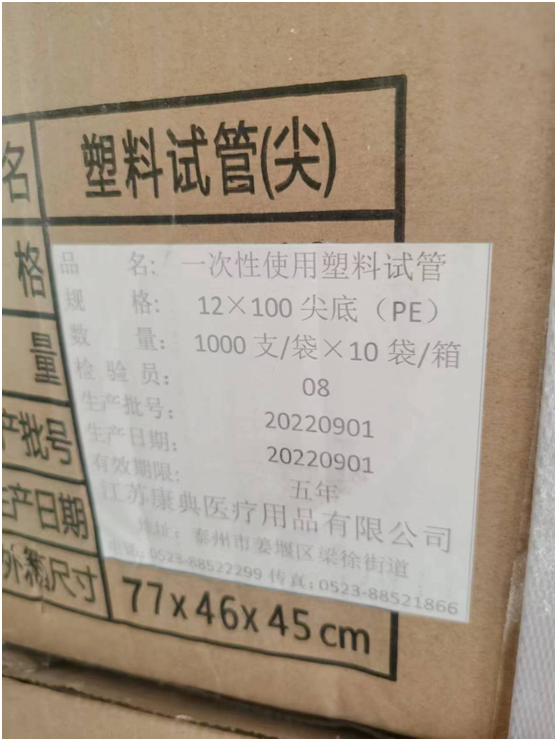 名 塑料试管(尖)
格
品 名: 一次性使用塑料试管
规 格: 12×100 尖底（PE）
量
数 量: 1000 支/袋×10 袋/箱
检 验 员: 08
产批号
生产批号: 20220901
生产日期: 20220901
有效期限: 五年
产日期
江苏康典医疗用品有限公司
地址: 泰州市姜堰区梁徐街道
电话: 0523-88522299 传真: 0523-88521866
外箱尺寸 77x46x45cm